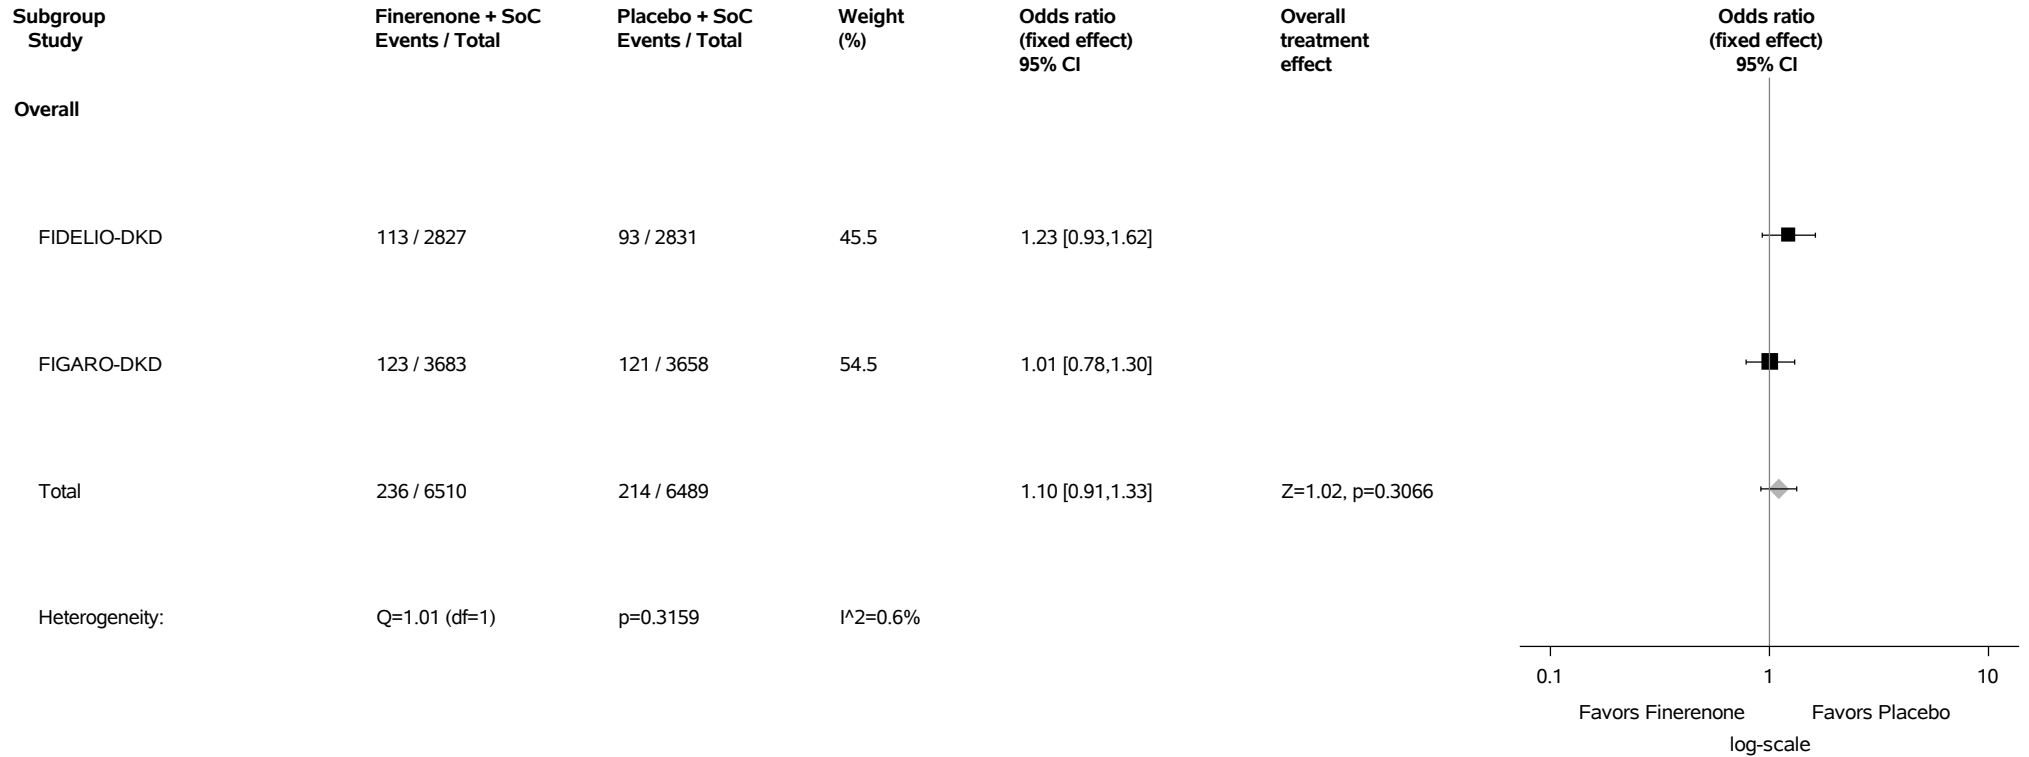 Subgroup Finerenone + SoC Placebo + SoC Weight Odds ratio Overall Odds ratio
Study Events / Total Events / Total (%) (fixed effect) treatment (fixed effect)
95% CI effect 95% CI
Overall
FIDELIO-DKD 113 / 2827 93 / 2831 45.5 1.23 [0.93,1.62]
FIGARO-DKD 123 / 3683 121 / 3658 54.5 1.01 [0.78,1.30]
Total 236 / 6510 214 / 6489 1.10 [0.91,1.33] Z=1.02, p=0.3066
Heterogeneity: Q=1.01 (df=1) p=0.3159 I^2=0.6%
0.1 1 10
Favors Finerenone Favors Placebo
log-scale